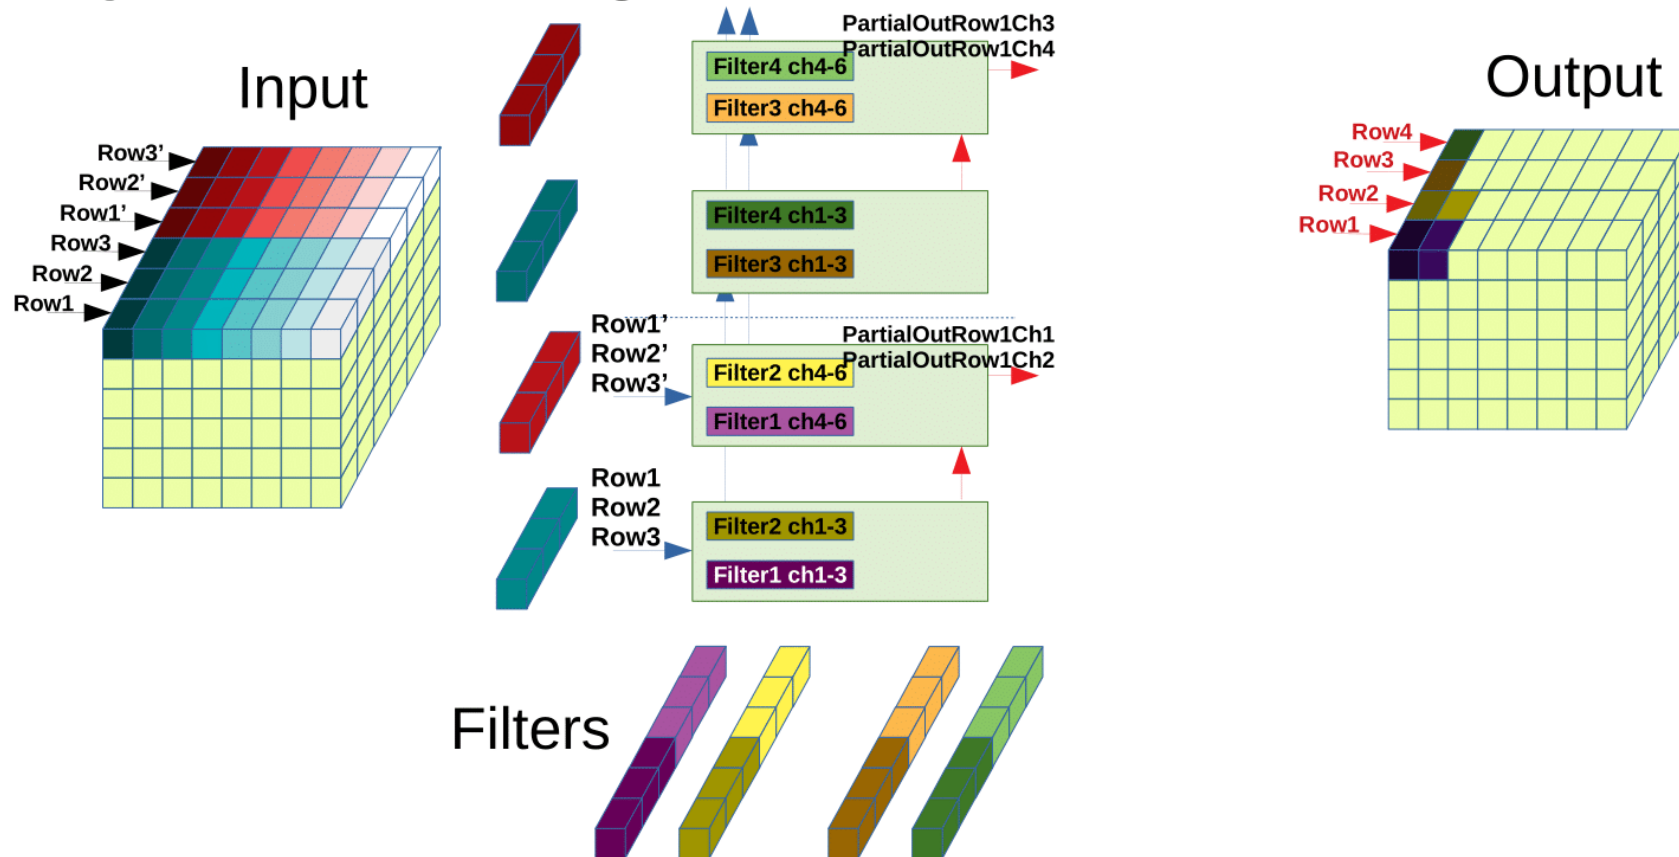 Input
Row3'
Row2'
Row1'
Row3
Row2
Row1
PartialOutRow1Ch3
PartialOutRow1Ch4
Filter4 ch4-6
Filter3 ch4-6
Filter4 ch1-3
Filter3 ch1-3
Row1'
Row2'
Row3'
PartialOutRow1Ch1
PartialOutRow1Ch2
Filter2 ch4-6
Filter1 ch4-6
Row1
Row2
Row3
Filter2 ch1-3
Filter1 ch1-3
Filters
Output
Row4
Row3
Row2
Row1